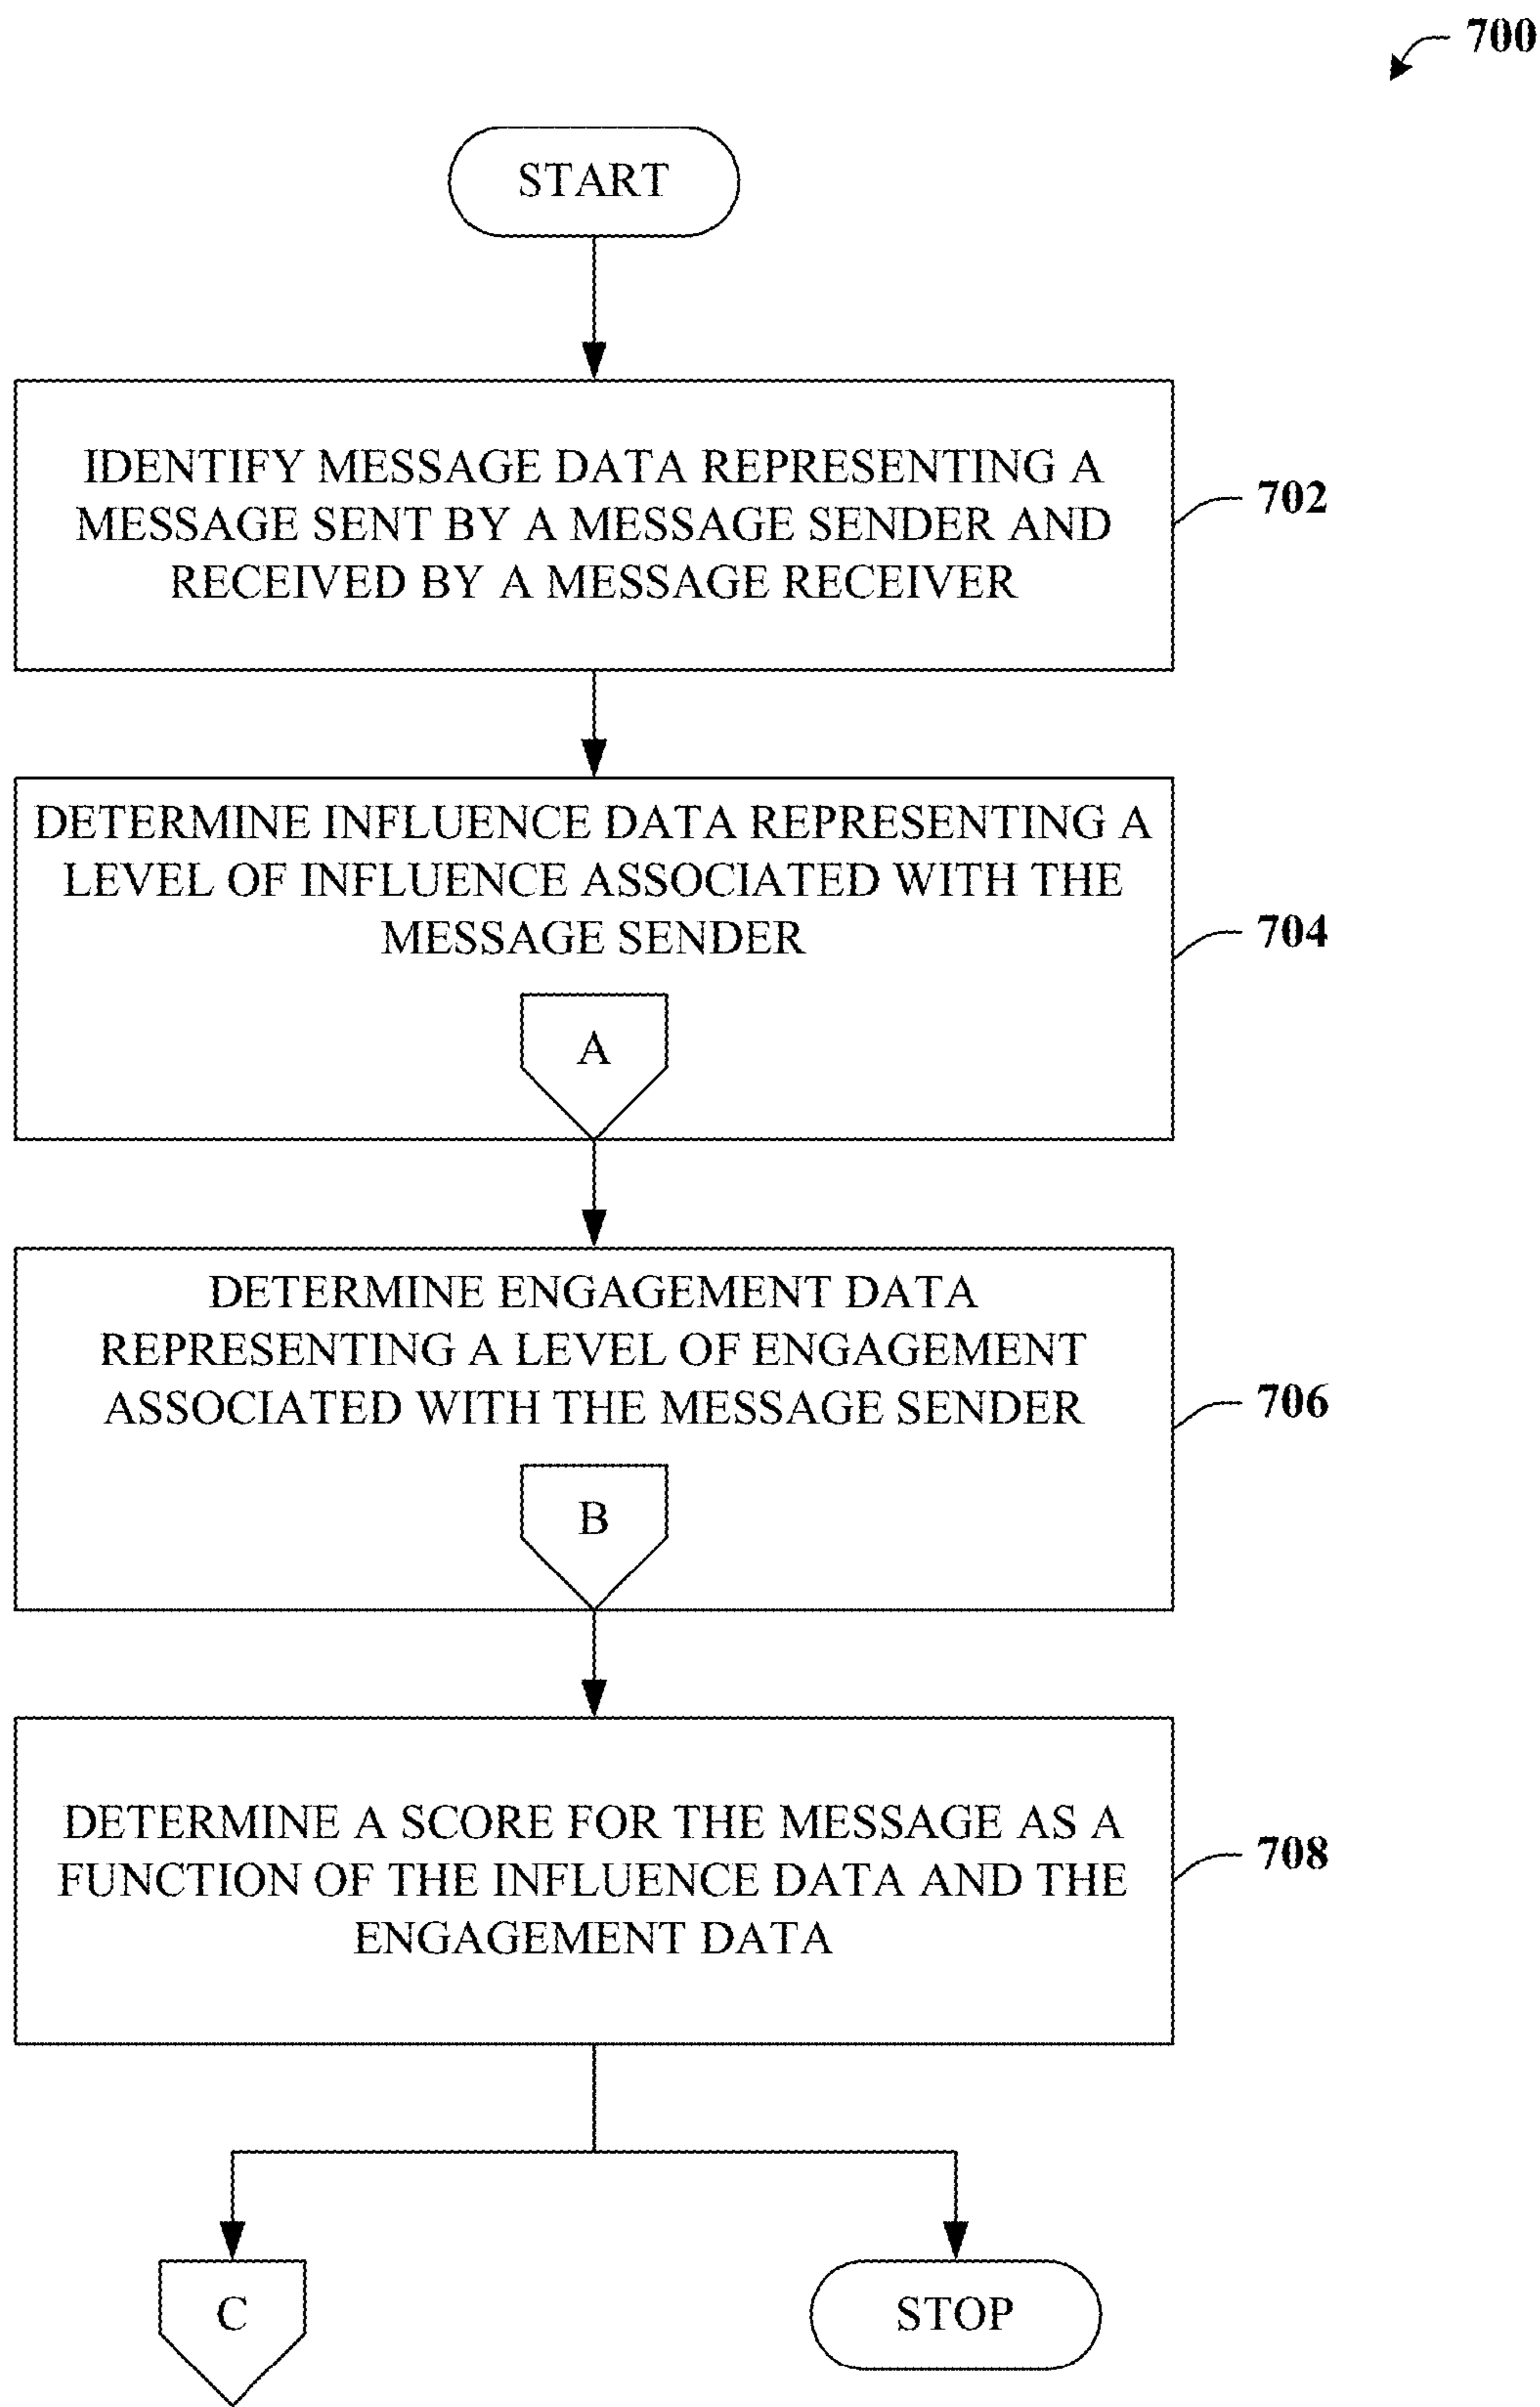 700
START
IDENTIFY MESSAGE DATA REPRESENTING A
MESSAGE SENT BY A MESSAGE SENDER AND
RECEIVED BY A MESSAGE RECEIVER
702
DETERMINE INFLUENCE DATA REPRESENTING A
LEVEL OF INFLUENCE ASSOCIATED WITH THE
MESSAGE SENDER
704
A
DETERMINE ENGAGEMENT DATA
REPRESENTING A LEVEL OF ENGAGEMENT
ASSOCIATED WITH THE MESSAGE SENDER
706
B
DETERMINE A SCORE FOR THE MESSAGE AS A
FUNCTION OF THE INFLUENCE DATA AND THE
ENGAGEMENT DATA
708
C
STOP